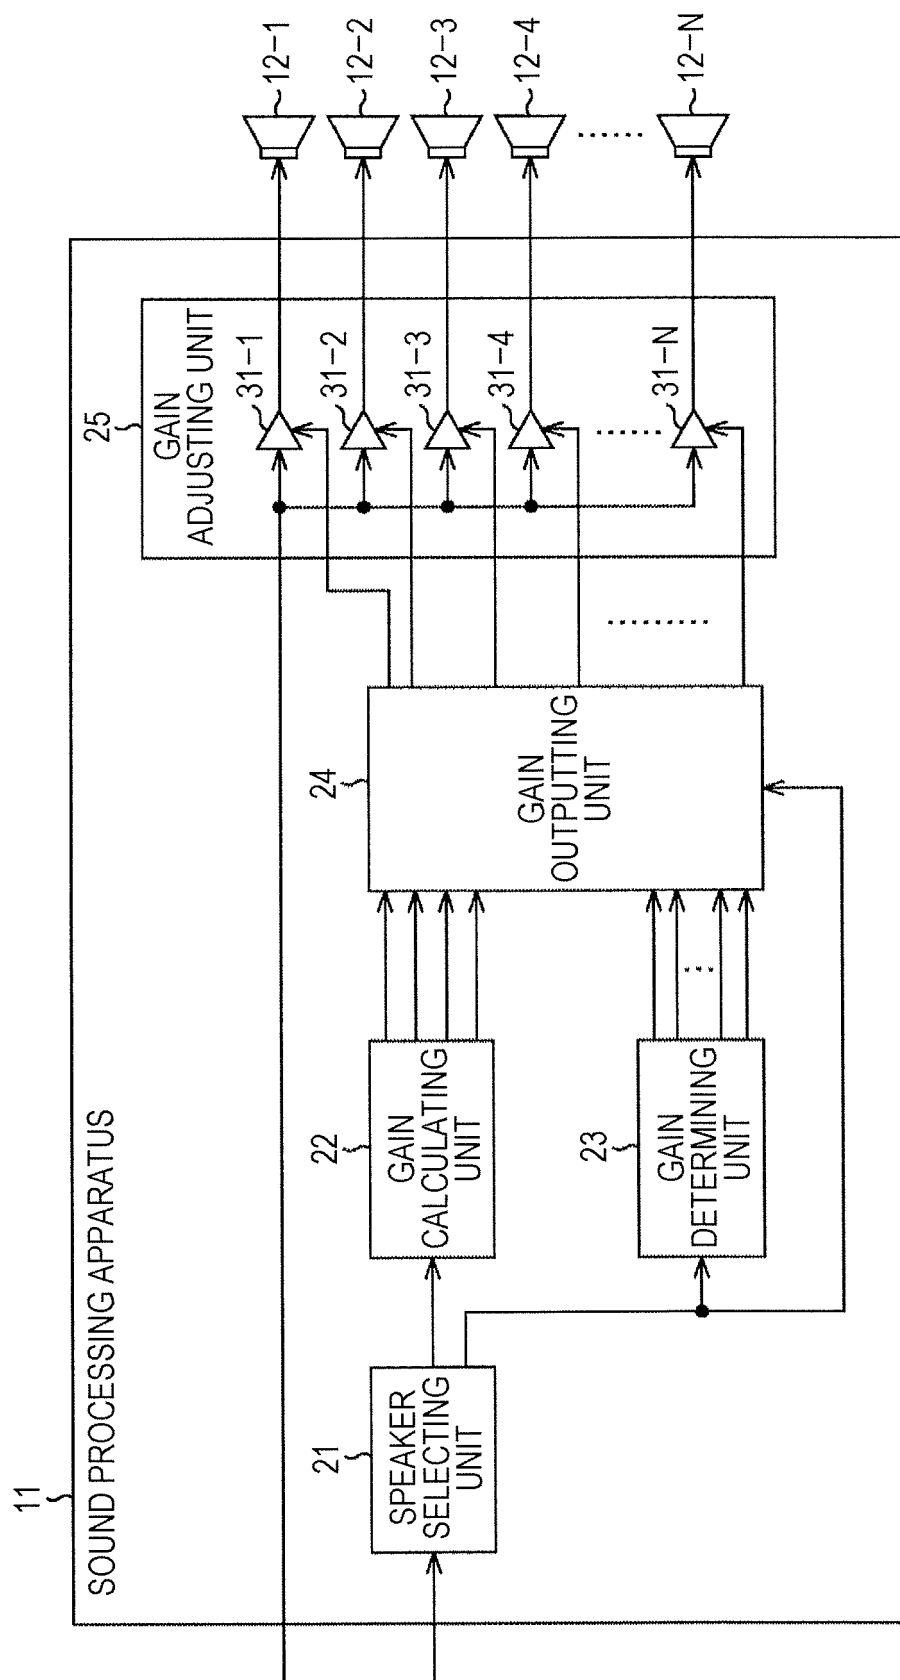 11
SOUND PROCESSING APPARATUS
21
SPEAKER
SELECTING
UNIT
22
GAIN
CALCULATING
UNIT
23
GAIN
DETERMINING
UNIT
24
GAIN
OUTPUTTING
UNIT
25
GAIN
ADJUSTING UNIT
31-1
31-2
31-3
31-4
31-N
12-1
12-2
12-3
12-4
12-N